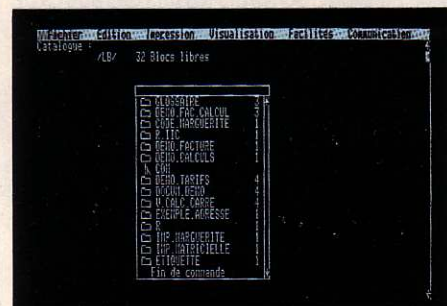 Fichier Edition Impression Visualisation Facilités Communication
Catalogue :
/LB/ 32 Blocs libres
GLOSSAIRE 3
DEMO.FAC.CALCUL 3
CODE.MARGUERITE 1
R.TIC 1
DEMO.FACTURE 1
DEMO.CALCULS 1
COM
DEMO.TARIFS 4
DOCUM.DEMO 4
V.CALC.CARRE 4
EXEMPLE.ADRESSE 1
R 1
IMP.MARGUERITE 1
IMP.MATRICIELLE 1
ETIQUETTE 1
Fin de commande